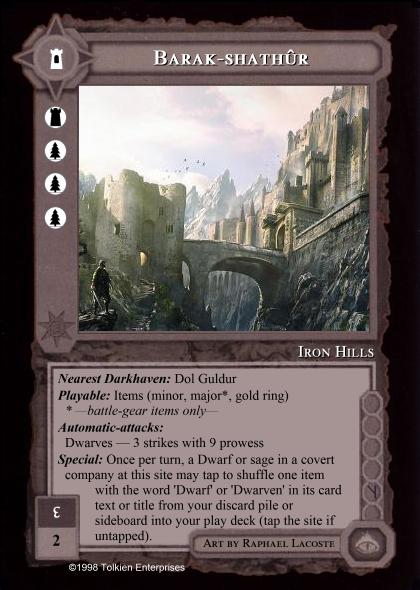 BARAK-SHATHÛR
IRON HILLS
Nearest Darkhaven: Dol Guldur
Playable: Items (minor, major*, gold ring)
* —battle-gear items only—
Automatic-attacks:
Dwarves — 3 strikes with 9 prowess
Special: Once per turn, a Dwarf or sage in a covert
company at this site may tap to shuffle one item
with the word 'Dwarf' or 'Dwarven' in its card
text or title from your discard pile or
sideboard into your play deck (tap the site if
untapped).
ε
2
ART BY RAPHAEL LACOSTE
©1998 Tolkien Enterprises